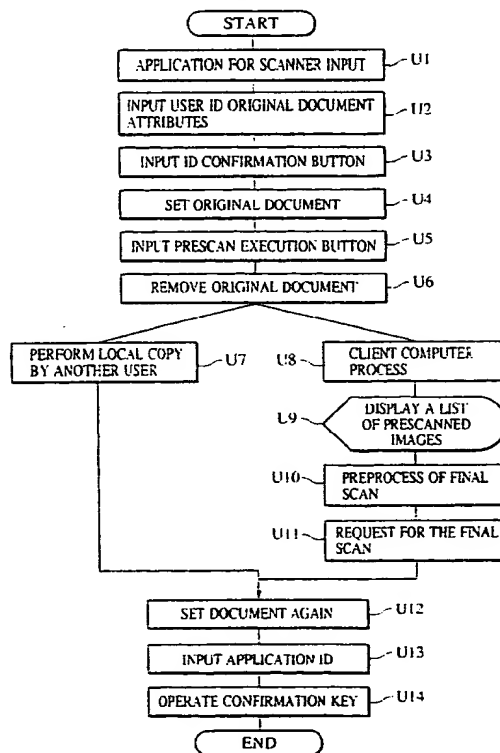 START
APPLICATION FOR SCANNER INPUT
U1
INPUT USER ID ORIGINAL DOCUMENT
ATTRIBUTES
U2
INPUT ID CONFIRMATION BUTTON
U3
SET ORIGINAL DOCUMENT
U4
INPUT PRESCAN EXECUTION BUTTON
U5
REMOVE ORIGINAL DOCUMENT
U6
PERFORM LOCAL COPY
BY ANOTHER USER
U7
U8
CLIENT COMPUTER
PROCESS
U9
DISPLAY A LIST
OF PRESCANNED
IMAGES
U10
PREPROCESS OF FINAL
SCAN
U11
REQUEST FOR THE FINAL
SCAN
SET DOCUMENT AGAIN
U12
INPUT APPLICATION ID
U13
OPERATE CONFIRMATION KEY
U14
END